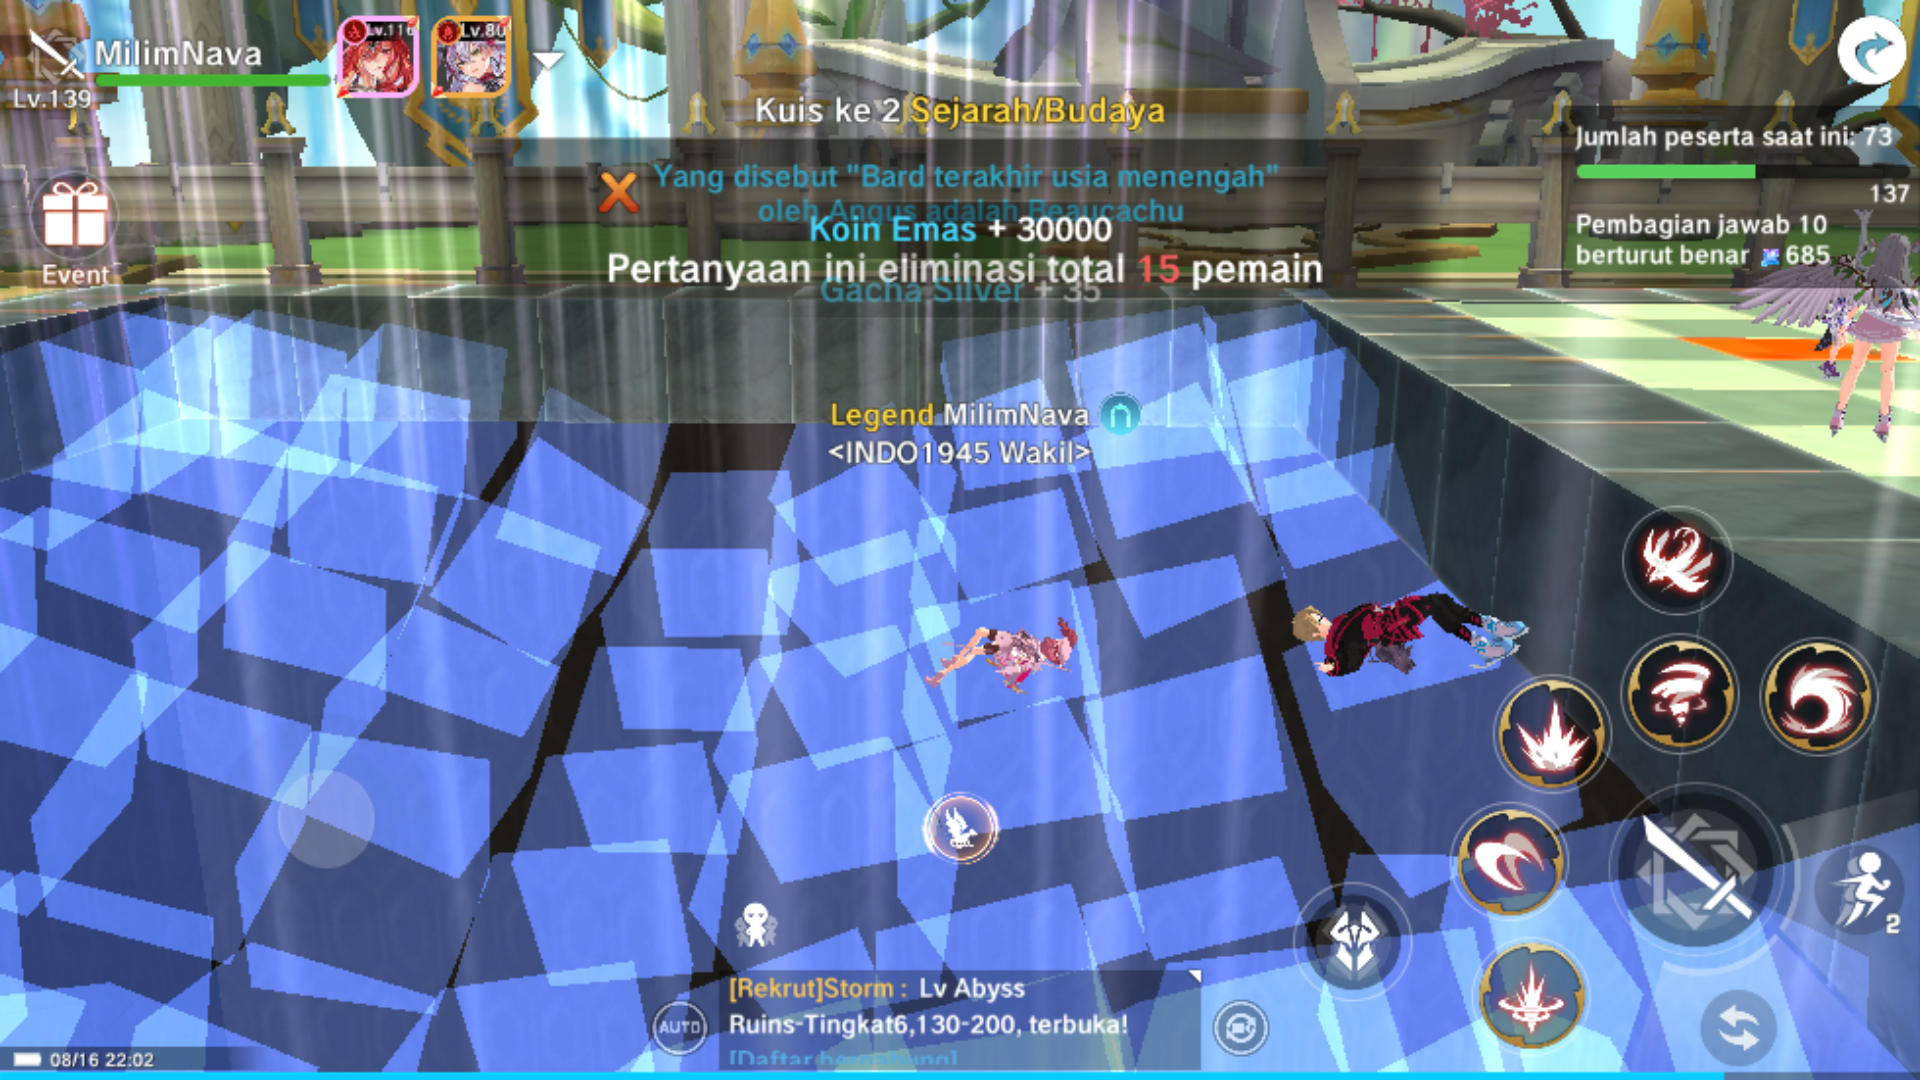 MilimNava
Lv.139
Lv.116
Lv.80
Kuis ke 2 Sejarah/Budaya
Yang disebut "Bard terakhir usia menengah"
oleh Angus adalah Beaucachu
Koin Emas + 30000
Pertanyaan ini eliminasi total 15 pemain
Gacha Silver + 35
Jumlah peserta saat ini: 73
137
Pembagian jawab 10
berturut benar 685
Event
Legend MilimNava
<INDO1945 Wakil>
2
[Rekrut]Storm : Lv Abyss
Ruins-Tingkat6,130-200, terbuka!
[Daftar bergabung]
AUTO
08/16 22:02